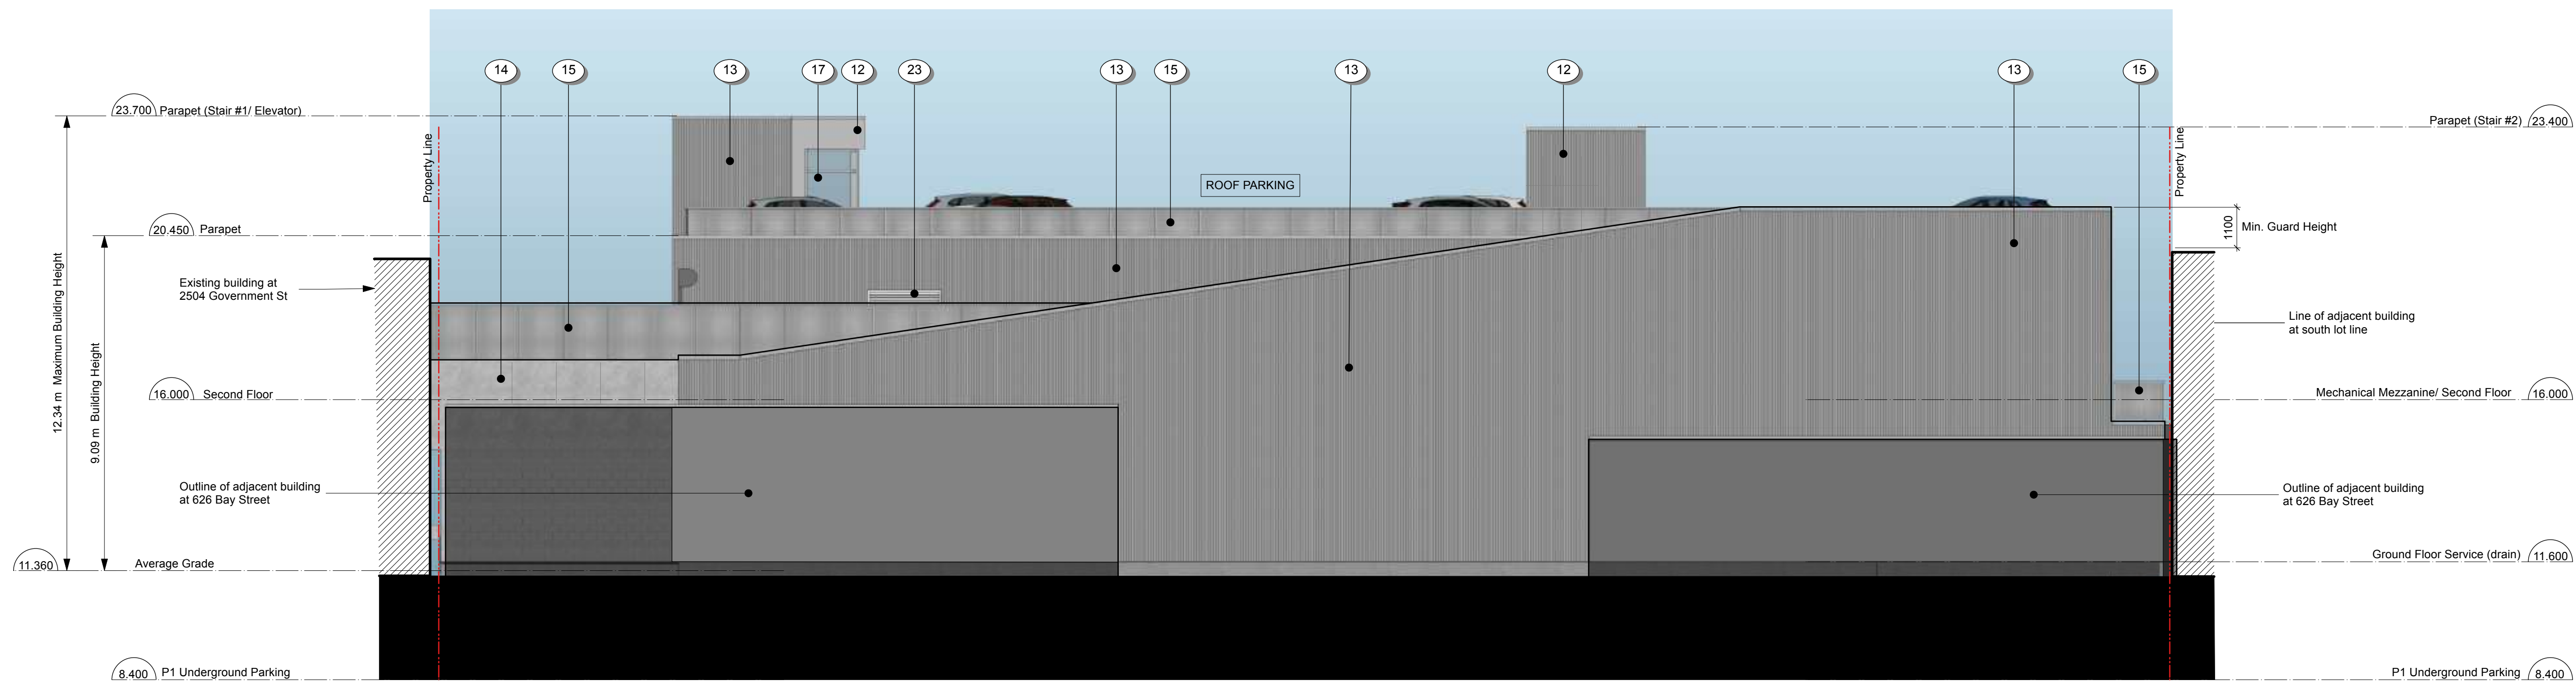 14
15
13
17
12
23
13
15
13
12
13
15
23.700 Parapet (Stair #1/ Elevator)
Parapet (Stair #2) 23.400
Property Line
Property Line
ROOF PARKING
20.450 Parapet
1100
Min. Guard Height
Existing building at
2504 Government St
Line of adjacent building
at south lot line
12.34 m Maximum Building Height
9.09 m Building Height
16.000 Second Floor
Mechanical Mezzanine/ Second Floor 16.000
Outline of adjacent building
at 626 Bay Street
Outline of adjacent building
at 626 Bay Street
11.360 Average Grade
Ground Floor Service (drain) 11.600
8.400 P1 Underground Parking
P1 Underground Parking 8.400